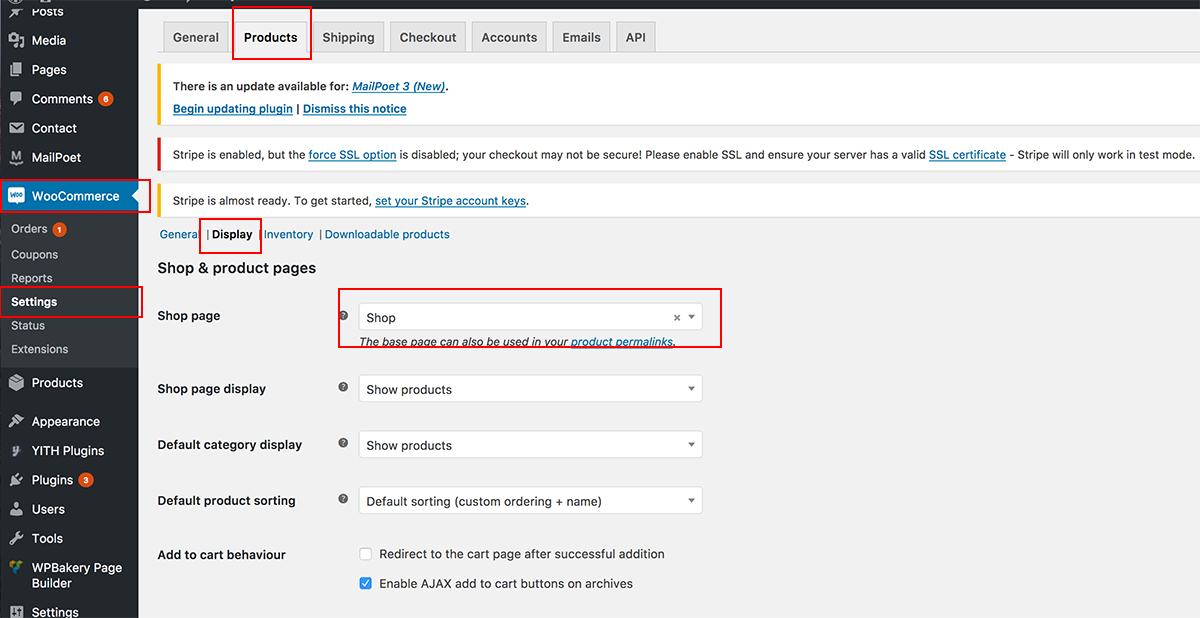 Posts
Media
Pages
Comments 6
Contact
MailPoet
WooCommerce
Orders 1
Coupons
Reports
Settings
Status
Extensions
Products
Appearance
YITH Plugins
Plugins 3
Users
Tools
WPBakery Page
Builder
Settings
General Products Shipping Checkout Accounts Emails API
There is an update available for: MailPoet 3 (New).
Begin updating plugin | Dismiss this notice
Stripe is enabled, but the force SSL option is disabled; your checkout may not be secure! Please enable SSL and ensure your server has a valid SSL certificate - Stripe will only work in test mode.
Stripe is almost ready. To get started, set your Stripe account keys.
General | Display | Inventory | Downloadable products
Shop & product pages
Shop page ? Shop × 
The base page can also be used in your product permalinks.
Shop page display ? Show products
Default category display ? Show products
Default product sorting ? Default sorting (custom ordering + name)
Add to cart behaviour Redirect to the cart page after successful addition
Enable AJAX add to cart buttons on archives